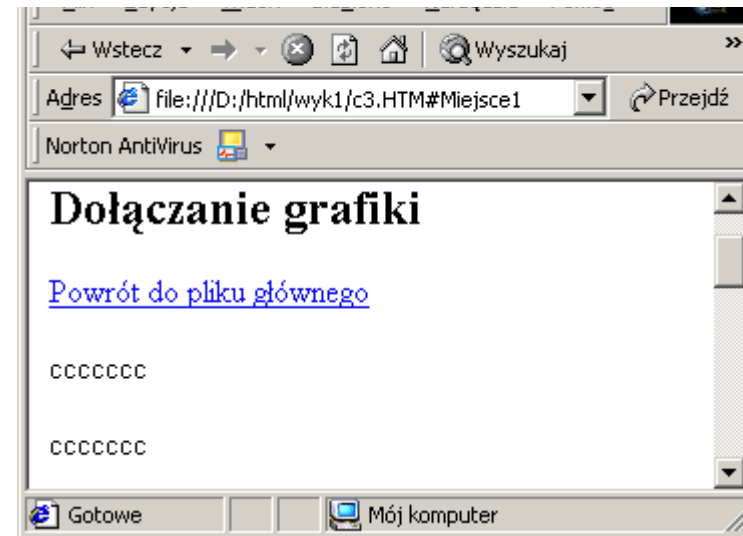 Wstecz Wyszukaj »
Adres file:///D:/html/wyk1/c3.HTM#Miejsce1 Przejdź
Norton AntiVirus
Dołączanie grafiki
Powrót do pliku głównego
ccccccc
ccccccc
Gotowe Mój komputer